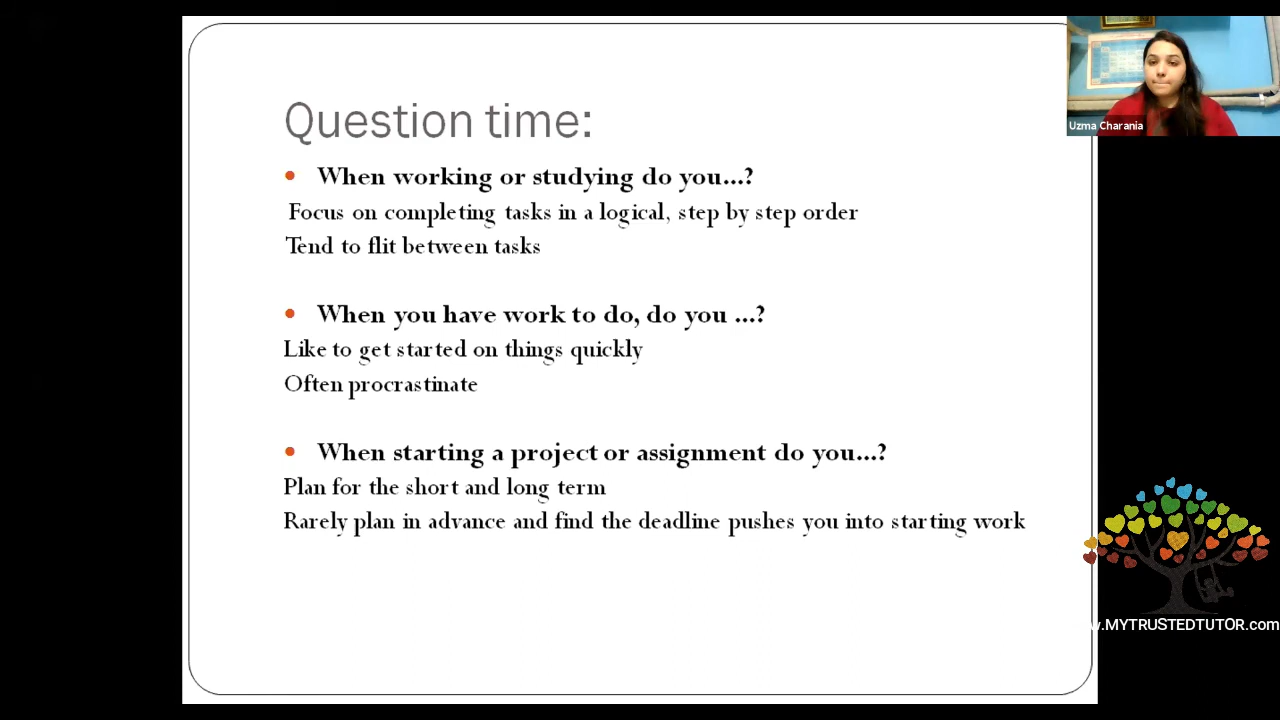 Question time:
When working or studying do you...?
Focus on completing tasks in a logical, step by step order
Tend to flit between tasks
When you have work to do, do you ...?
Like to get started on things quickly
Often procrastinate
When starting a project or assignment do you...?
Plan for the short and long term
Rarely plan in advance and find the deadline pushes you into starting work
Uzma Charania
w.MYTRUSTEDTUTOR.com